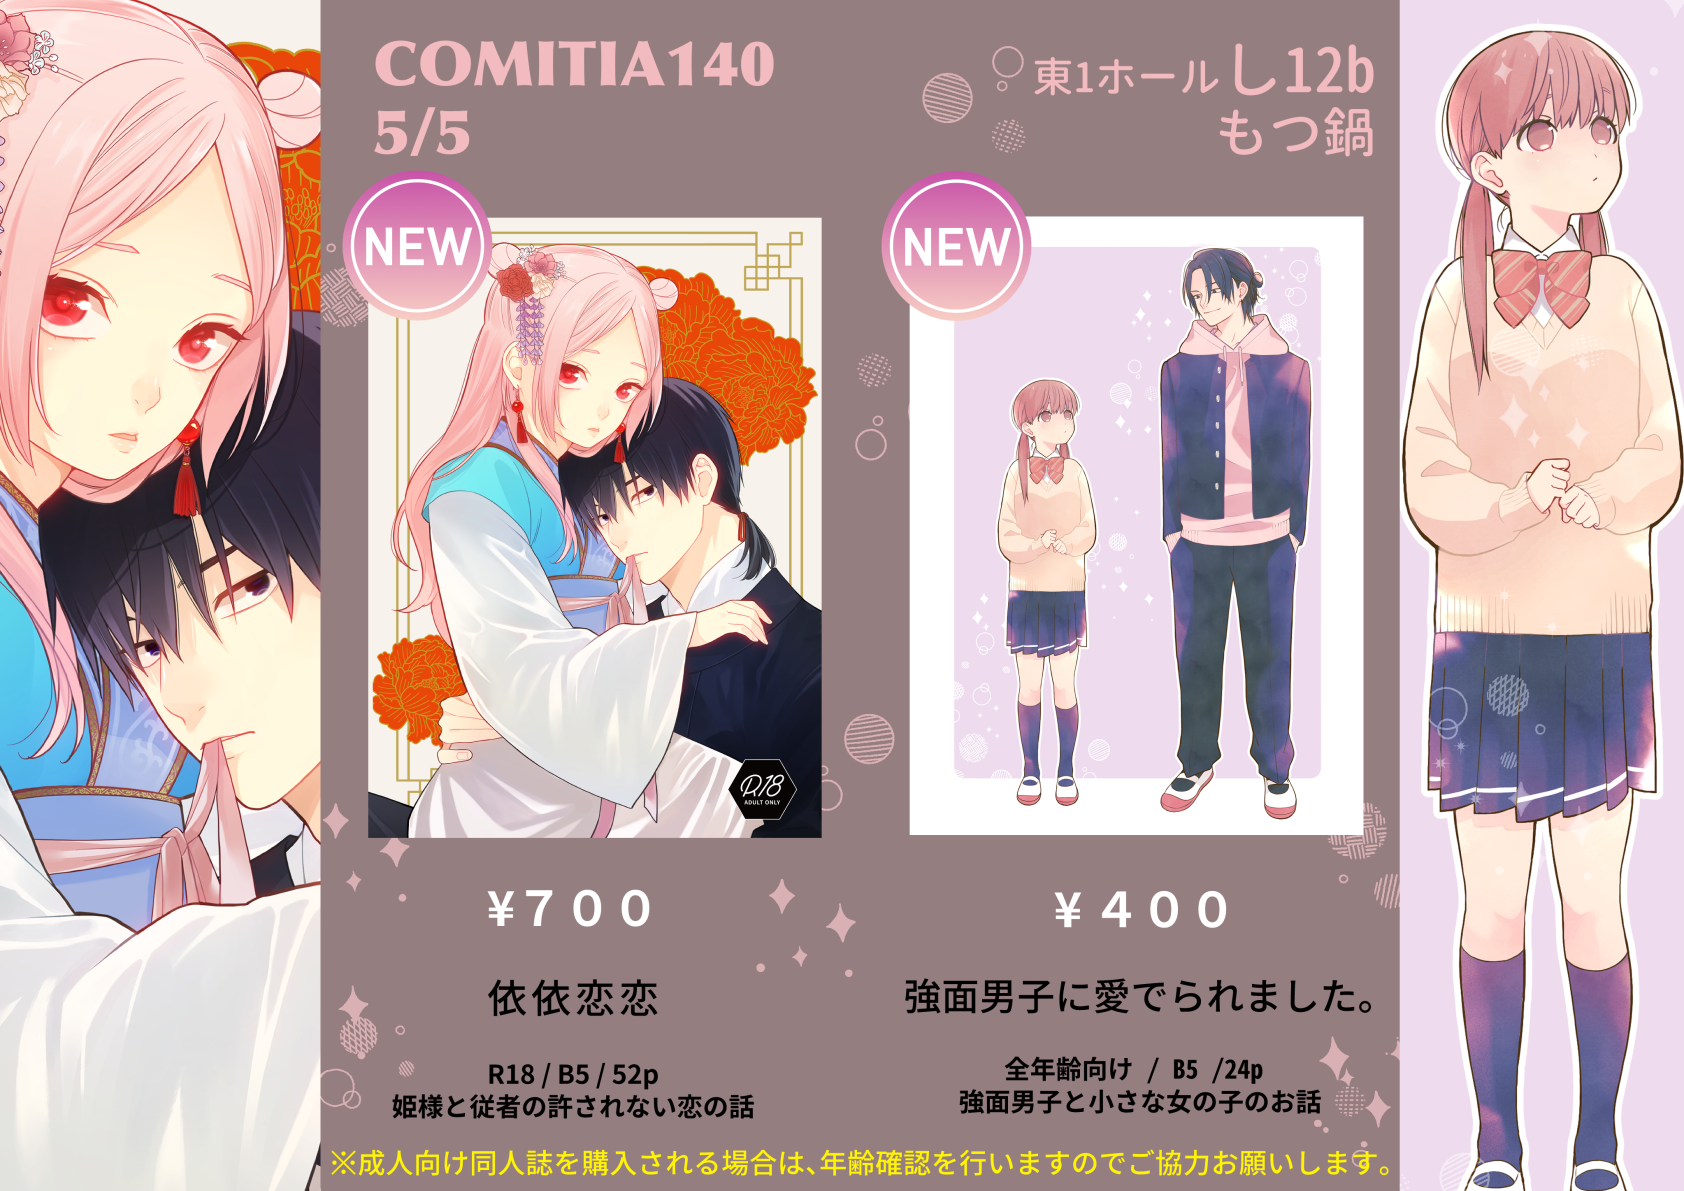 COMITIA140
5/5
東1ホールし12b
もつ鍋
NEW
R18
ADULT ONLY
¥７００
依依恋恋
R18 / B5 / 52p
姫様と従者の許されない恋の話
NEW
¥４００
強面男子に愛でられました。
全年齢向け / B5 /24p
強面男子と小さな女の子のお話
※成人向け同人誌を購入される場合は、年齢確認を行いますのでご協力お願いします。